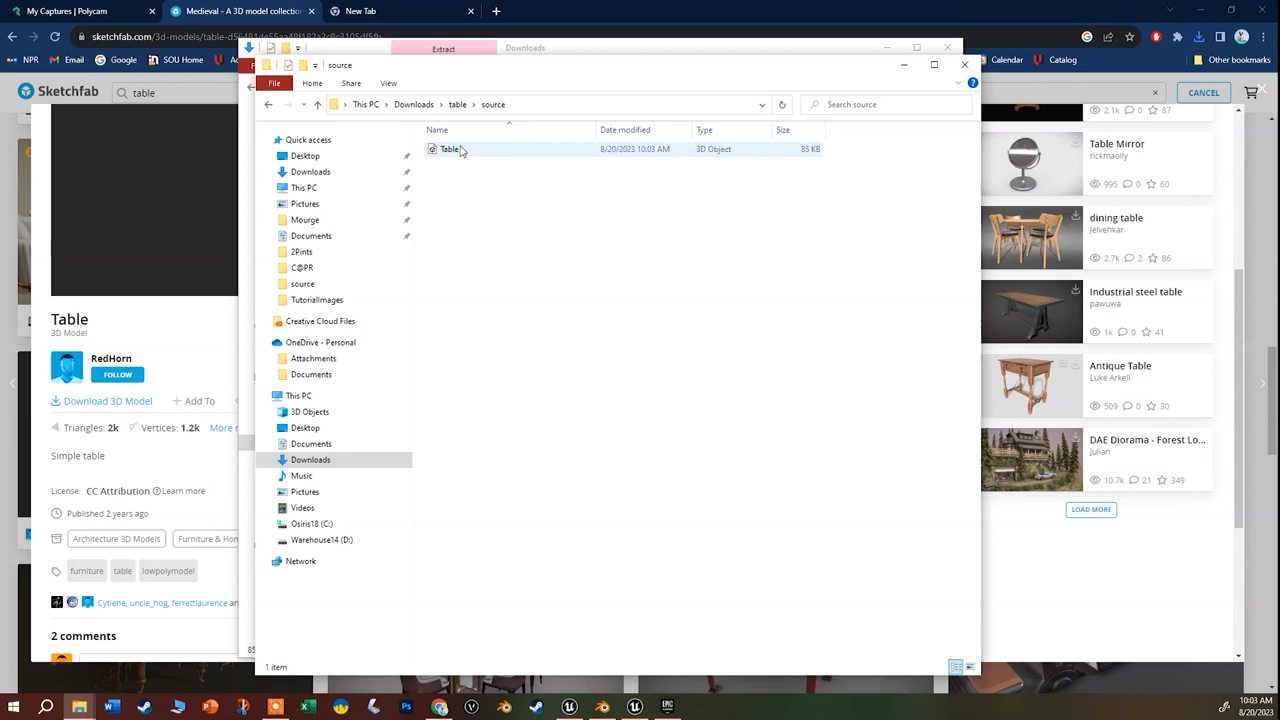 My Captures | Polycam
Medieval - A 3D model collectio
New Tab
sketchfab.com/3d-models/table-d56481de55aa48f182a2c8c3105df5fb
Extract
Downloads
source
NPR
Email
Google
SOU Home
Calendar
Catalog
File
Home
Share
View
Sketchfab
table
CANCEL
This PC
Downloads
table
source
Search source
Name
Date modified
Type
Size
Table
8/20/2023 10:03 AM
3D Object
85 KB
Quick access
Desktop
Downloads
This PC
Pictures
Mourge
Documents
2Pints
C@PR
source
TutorialImages
Creative Cloud Files
OneDrive - Personal
Attachments
Documents
This PC
3D Objects
Desktop
Documents
Downloads
Music
Pictures
Videos
Osiris18 (C:)
Warehouse14 (D:)
Network
1 item
Table
3D Model
RedHorn
FOLLOW
Download 3D Model
Add To
Triangles: 2k
Vertices: 1.2k
More
Simple table
License: CC Attribution
Learn more
Published 2 years ago
Architecture 3D Models
Furniture & Hon
furniture
table
lowpolymodel
Cytiene, uncle_hog, ferrettlaurence an
2 comments
2.1k 0 87
Table Mirror
rickmaolly
995 0 60
dining table
Jelvehkar
2.7k 2 86
Industrial steel table
pawuwa
1k 0 41
Antique Table
Luke Arkell
509 0 30
DAE Diorama - Forest Lo...
Julian
10.7k 21 349
LOAD MORE
10:03 AM
8/20/2023